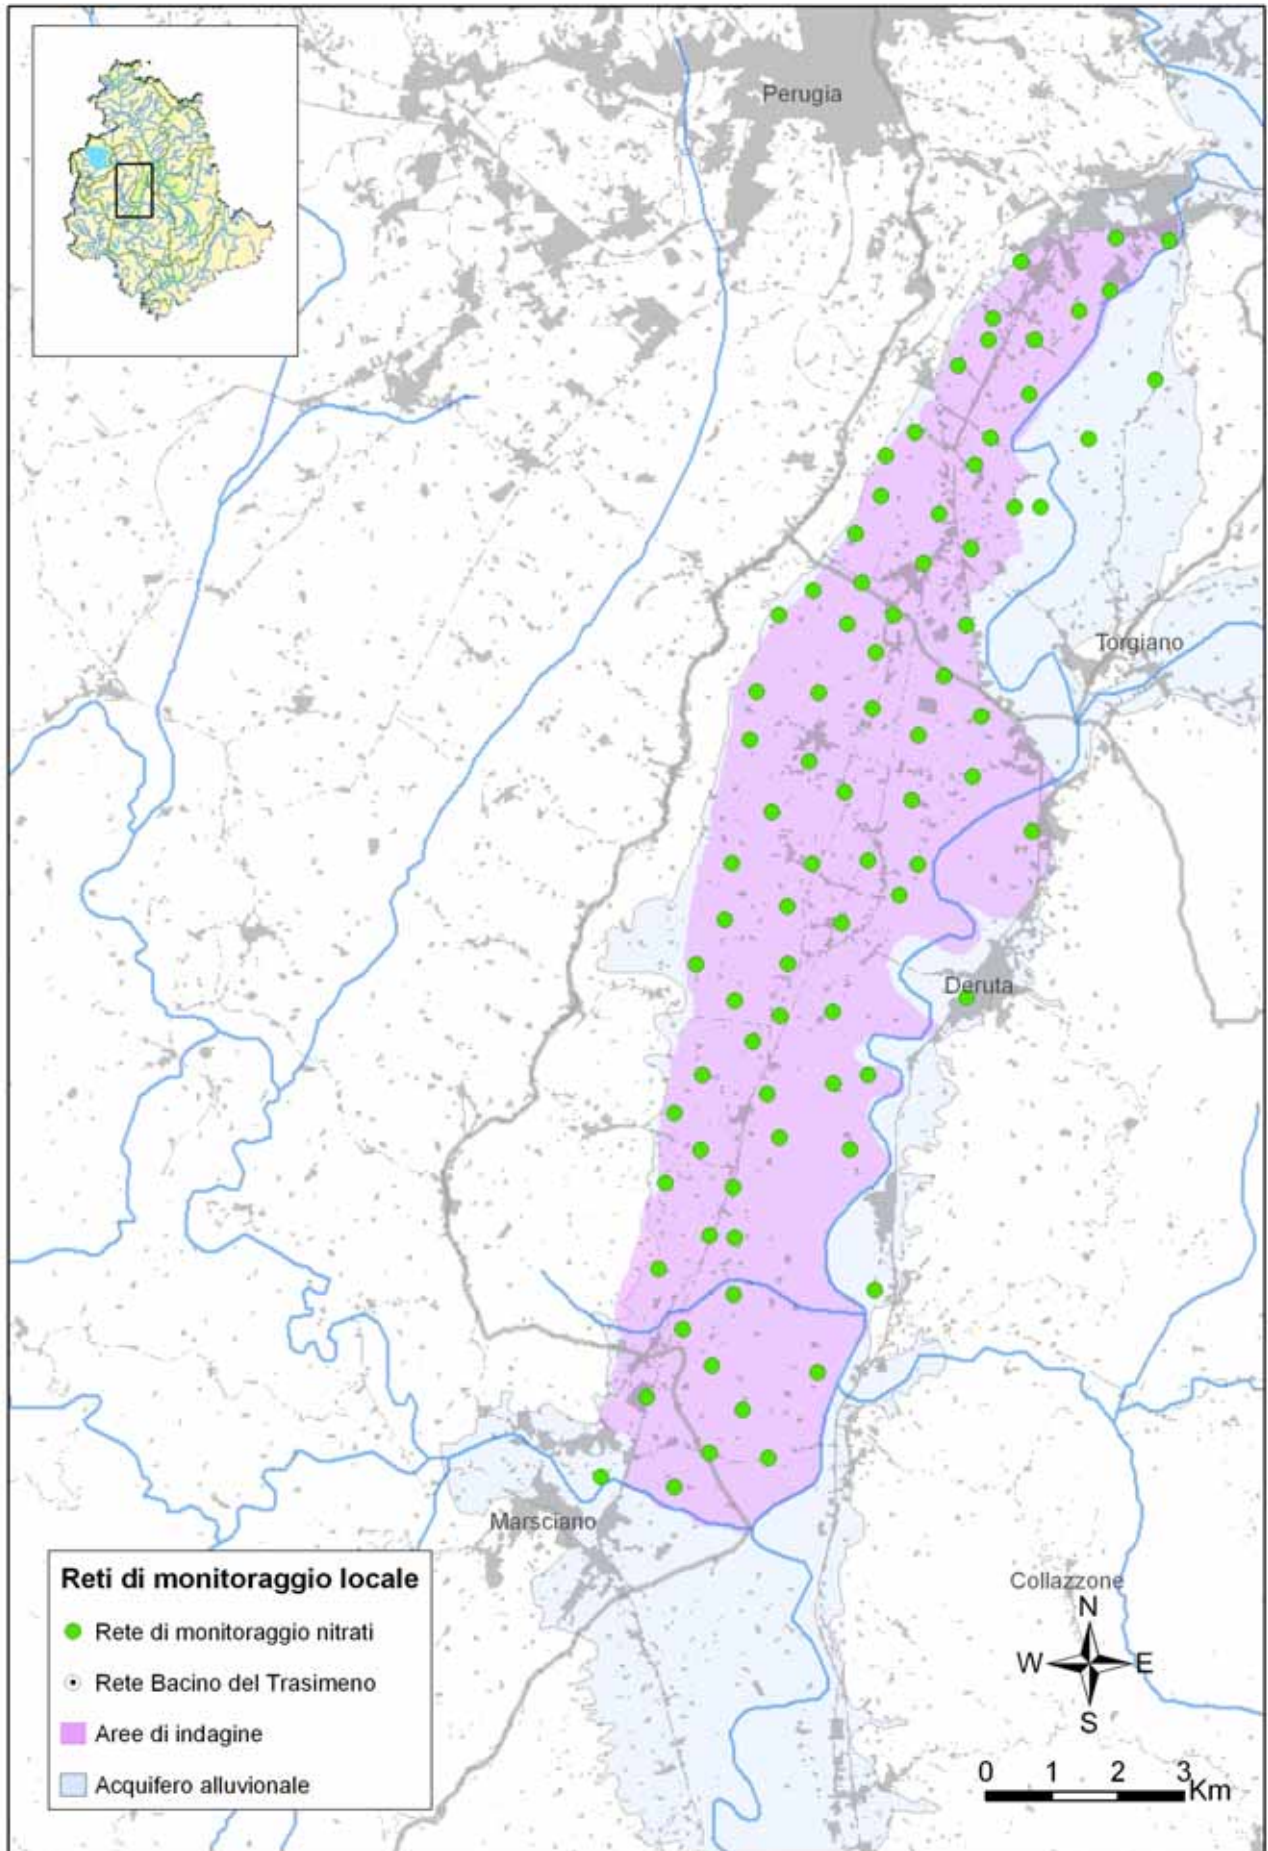 Perugia
Torgiano
Deruta
Marsciano
Collazzone
Reti di monitoraggio locale
Rete di monitoraggio nitrati
Rete Bacino del Trasimeno
Aree di indagine
Acquifero alluvionale
N
W E
S
0 1 2 3 Km